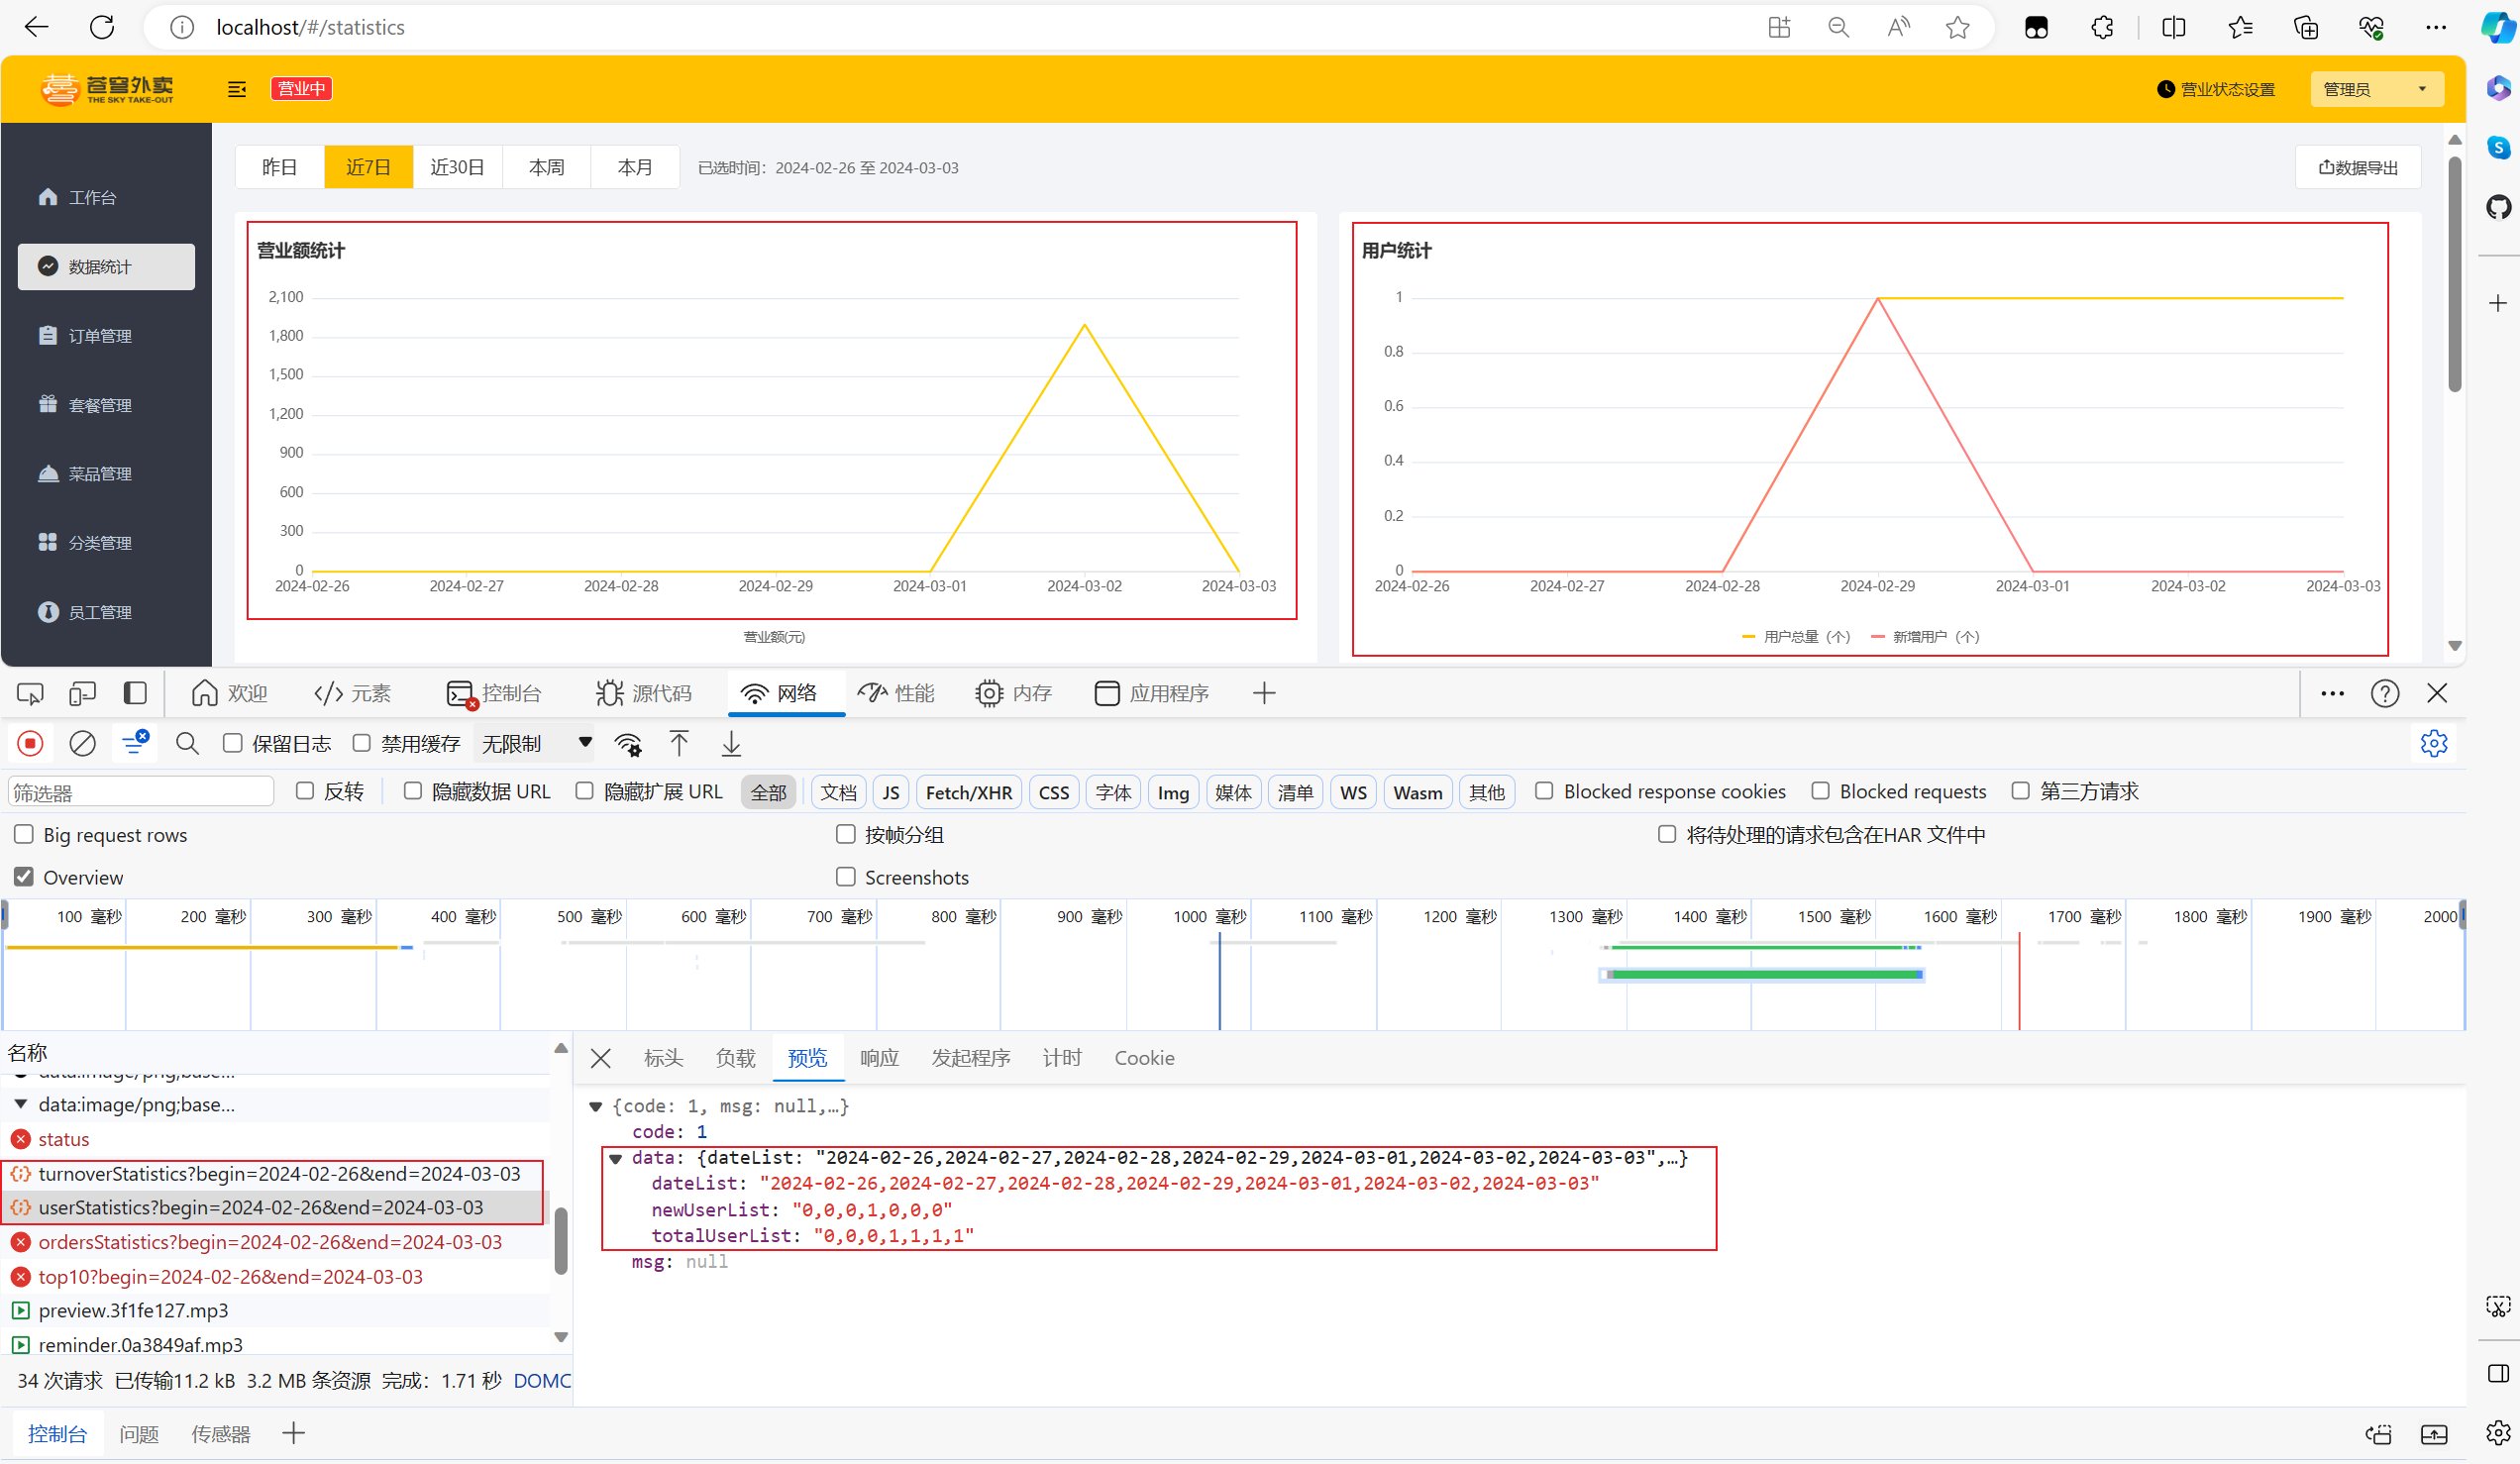 localhost/#/statistics
苍穹外卖
THE SKY TAKE-OUT
营业中
营业状态设置
管理员
工作台
数据统计
订单管理
套餐管理
菜品管理
分类管理
员工管理
昨日 近7日 近30日 本周 本月 已选时间：2024-02-26 至 2024-03-03
数据导出
营业额统计
2,100
1,800
1,500
1,200
900
600
300
0
2024-02-26 2024-02-27 2024-02-28 2024-02-29 2024-03-01 2024-03-02 2024-03-03
营业额(元)
用户统计
1
0.8
0.6
0.4
0.2
0
2024-02-26 2024-02-27 2024-02-28 2024-02-29 2024-03-01 2024-03-02 2024-03-03
用户总量（个） 新增用户（个）
欢迎 元素 控制台 源代码 网络 性能 内存 应用程序
保留日志 禁用缓存 无限制
筛选器 反转 隐藏数据 URL 隐藏扩展 URL 全部 文档 JS Fetch/XHR CSS 字体 Img 媒体 清单 WS Wasm 其他 Blocked response cookies Blocked requests 第三方请求
Big request rows 按帧分组 将待处理的请求包含在HAR 文件中
Overview Screenshots
100 毫秒 200 毫秒 300 毫秒 400 毫秒 500 毫秒 600 毫秒 700 毫秒 800 毫秒 900 毫秒 1000 毫秒 1100 毫秒 1200 毫秒 1300 毫秒 1400 毫秒 1500 毫秒 1600 毫秒 1700 毫秒 1800 毫秒 1900 毫秒 2000
名称
data:image/png;base...
data:image/png;base...
status
turnoverStatistics?begin=2024-02-26&end=2024-03-03
userStatistics?begin=2024-02-26&end=2024-03-03
ordersStatistics?begin=2024-02-26&end=2024-03-03
top10?begin=2024-02-26&end=2024-03-03
preview.3f1fe127.mp3
reminder.0a3849af.mp3
34 次请求 已传输11.2 kB 3.2 MB 条资源 完成：1.71 秒 DOMC
标头 负载 预览 响应 发起程序 计时 Cookie
{code: 1, msg: null,…}
code: 1
data: {dateList: "2024-02-26,2024-02-27,2024-02-28,2024-02-29,2024-03-01,2024-03-02,2024-03-03",…}
dateList: "2024-02-26,2024-02-27,2024-02-28,2024-02-29,2024-03-01,2024-03-02,2024-03-03"
newUserList: "0,0,0,1,0,0,0"
totalUserList: "0,0,0,1,1,1,1"
msg: null
控制台 问题 传感器